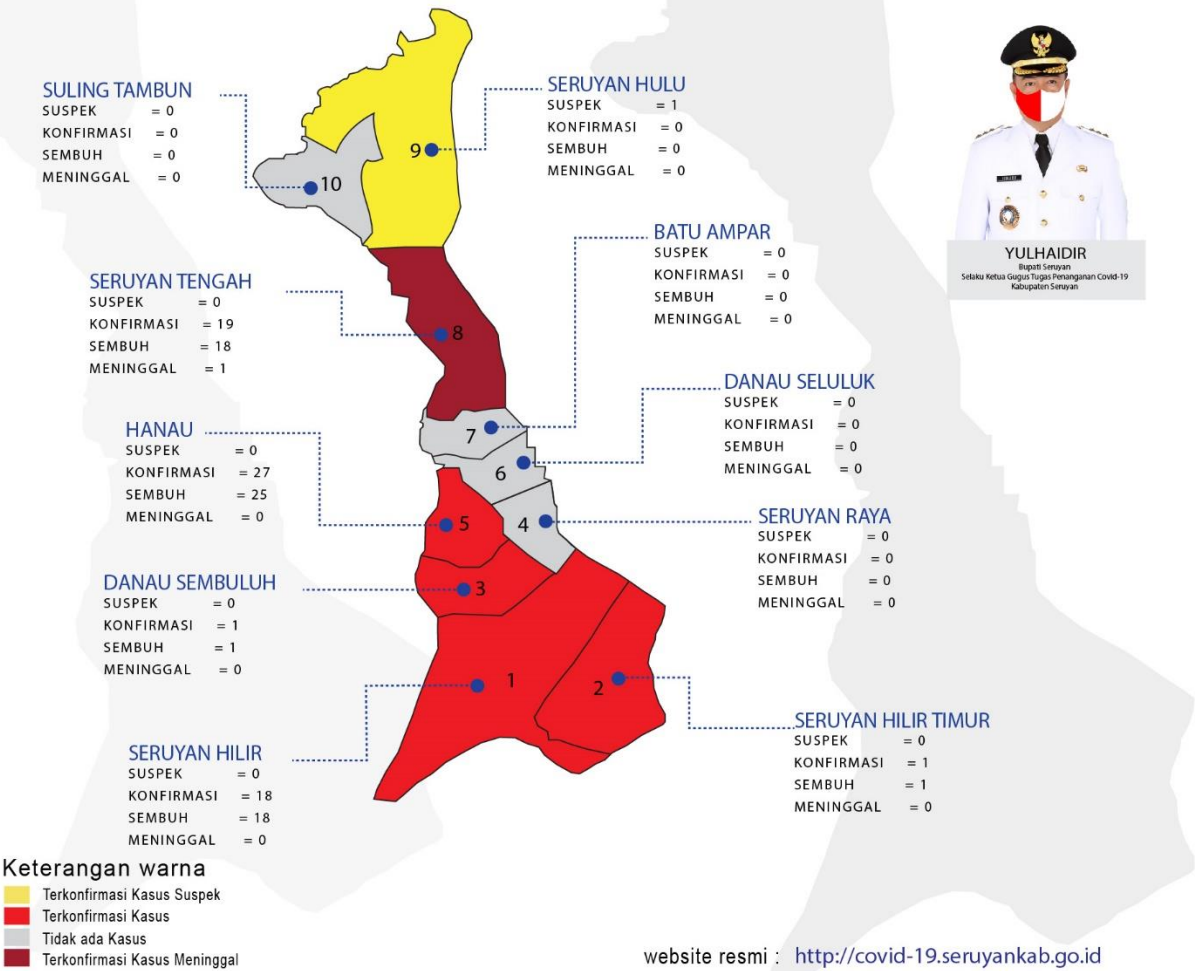 SULING TAMBUN
SUSPEK = 0
KONFIRMASI = 0
SEMBUH = 0
MENINGGAL = 0
SERUYAN HULU
SUSPEK = 1
KONFIRMASI = 0
SEMBUH = 0
MENINGGAL = 0
YULHAIDIR
Bupati Seruyan
Selaku Ketua Gugus Tugas Penanganan Covid-19
Kabupaten Seruyan
BATU AMPAR
SUSPEK = 0
KONFIRMASI = 0
SEMBUH = 0
MENINGGAL = 0
SERUYAN TENGAH
SUSPEK = 0
KONFIRMASI = 19
SEMBUH = 18
MENINGGAL = 1
DANAU SELULUK
SUSPEK = 0
KONFIRMASI = 0
SEMBUH = 0
MENINGGAL = 0
HANAU
SUSPEK = 0
KONFIRMASI = 27
SEMBUH = 25
MENINGGAL = 0
SERUYAN RAYA
SUSPEK = 0
KONFIRMASI = 0
SEMBUH = 0
MENINGGAL = 0
DANAU SEMBULUH
SUSPEK = 0
KONFIRMASI = 1
SEMBUH = 1
MENINGGAL = 0
SERUYAN HILIR TIMUR
SUSPEK = 0
KONFIRMASI = 1
SEMBUH = 1
MENINGGAL = 0
SERUYAN HILIR
SUSPEK = 0
KONFIRMASI = 18
SEMBUH = 18
MENINGGAL = 0
9
10
8
7
6
5
4
3
1
2
Keterangan warna
Terkonfirmasi Kasus Suspek
Terkonfirmasi Kasus
Tidak ada Kasus
Terkonfirmasi Kasus Meninggal
website resmi : http://covid-19.seruyankab.go.id